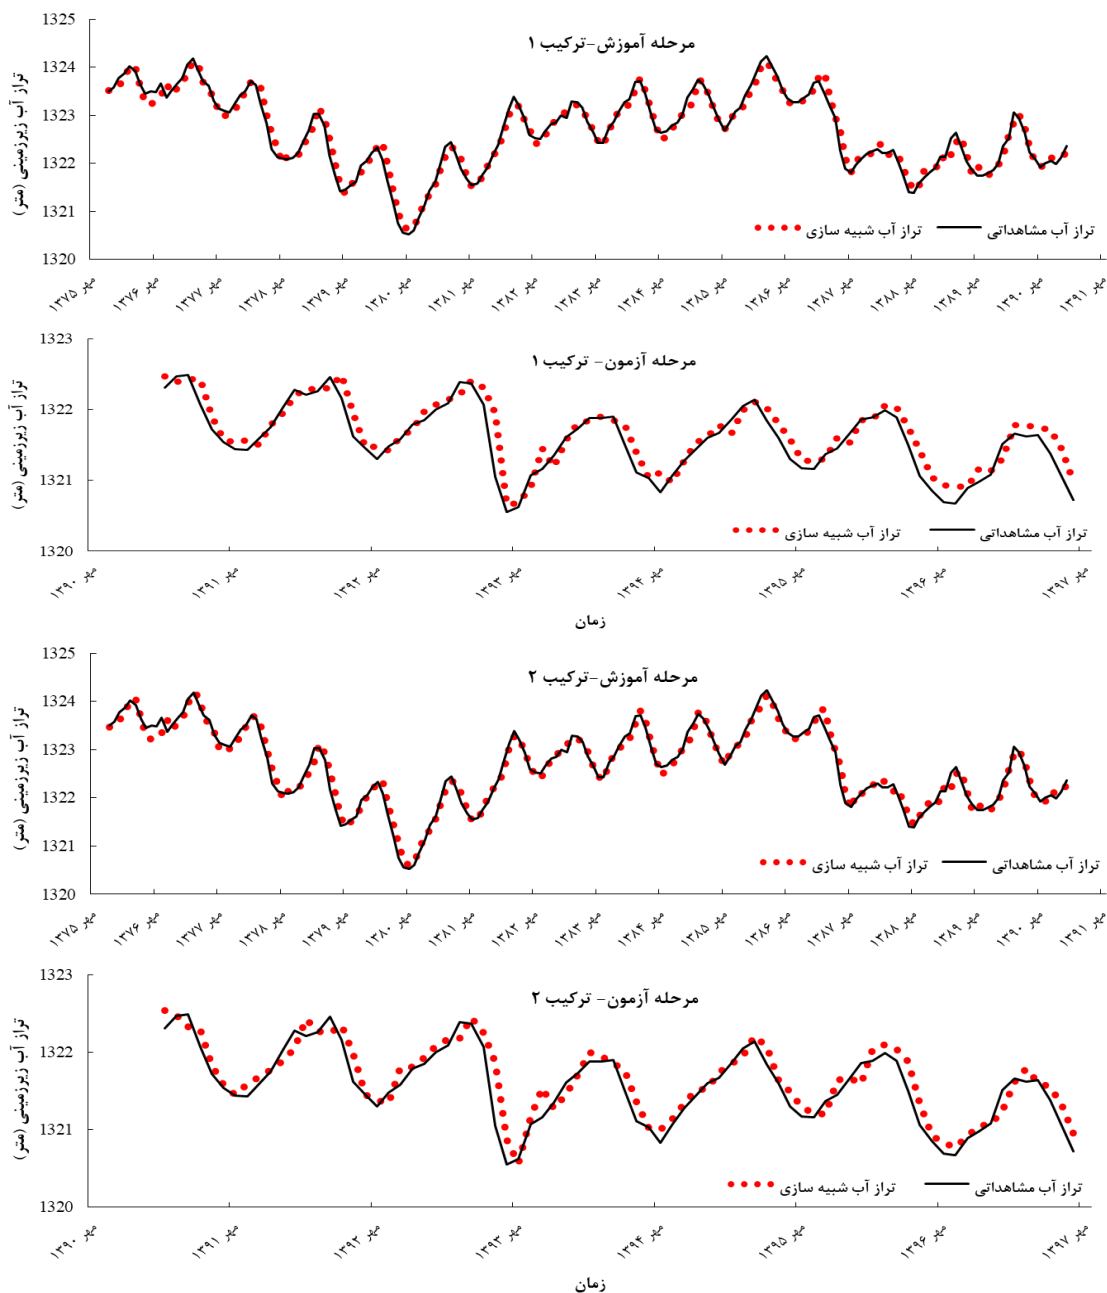 مرحله آموزش-ترکیب ۱
تراز آب زیرزمینی (متر)
1325
1324
1323
1322
1321
1320
تراز آب مشاهداتی
تراز آب شبیه سازی
مهر ۱۳۷۵
مهر ۱۳۷۶
مهر ۱۳۷۷
مهر ۱۳۷۸
مهر ۱۳۷۹
مهر ۱۳۸۰
مهر ۱۳۸۱
مهر ۱۳۸۲
مهر ۱۳۸۳
مهر ۱۳۸۴
مهر ۱۳۸۵
مهر ۱۳۸۶
مهر ۱۳۸۷
مهر ۱۳۸۸
مهر ۱۳۸۹
مهر ۱۳۹۰
مهر ۱۳۹۱
مرحله آزمون- ترکیب ۱
تراز آب زیرزمینی (متر)
1323
1322
1321
1320
تراز آب مشاهداتی
تراز آب شبیه سازی
مهر ۱۳۹۰
مهر ۱۳۹۱
مهر ۱۳۹۲
مهر ۱۳۹۳
مهر ۱۳۹۴
مهر ۱۳۹۵
مهر ۱۳۹۶
مهر ۱۳۹۷
زمان
مرحله آموزش-ترکیب ۲
تراز آب زیرزمینی (متر)
1325
1324
1323
1322
1321
1320
تراز آب مشاهداتی
تراز آب شبیه سازی
مهر ۱۳۷۵
مهر ۱۳۷۶
مهر ۱۳۷۷
مهر ۱۳۷۸
مهر ۱۳۷۹
مهر ۱۳۸۰
مهر ۱۳۸۱
مهر ۱۳۸۲
مهر ۱۳۸۳
مهر ۱۳۸۴
مهر ۱۳۸۵
مهر ۱۳۸۶
مهر ۱۳۸۷
مهر ۱۳۸۸
مهر ۱۳۸۹
مهر ۱۳۹۰
مهر ۱۳۹۱
مرحله آزمون- ترکیب ۲
تراز آب زیرزمینی (متر)
1323
1322
1321
1320
تراز آب مشاهداتی
تراز آب شبیه سازی
مهر ۱۳۹۰
مهر ۱۳۹۱
مهر ۱۳۹۲
مهر ۱۳۹۳
مهر ۱۳۹۴
مهر ۱۳۹۵
مهر ۱۳۹۶
مهر ۱۳۹۷
زمان